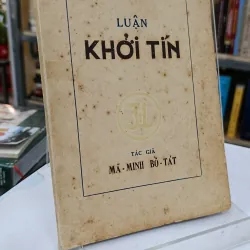 LUẬN
KHỞI TÍN
TÁC GIẢ
MÃ-MINH BỒ-TÁT